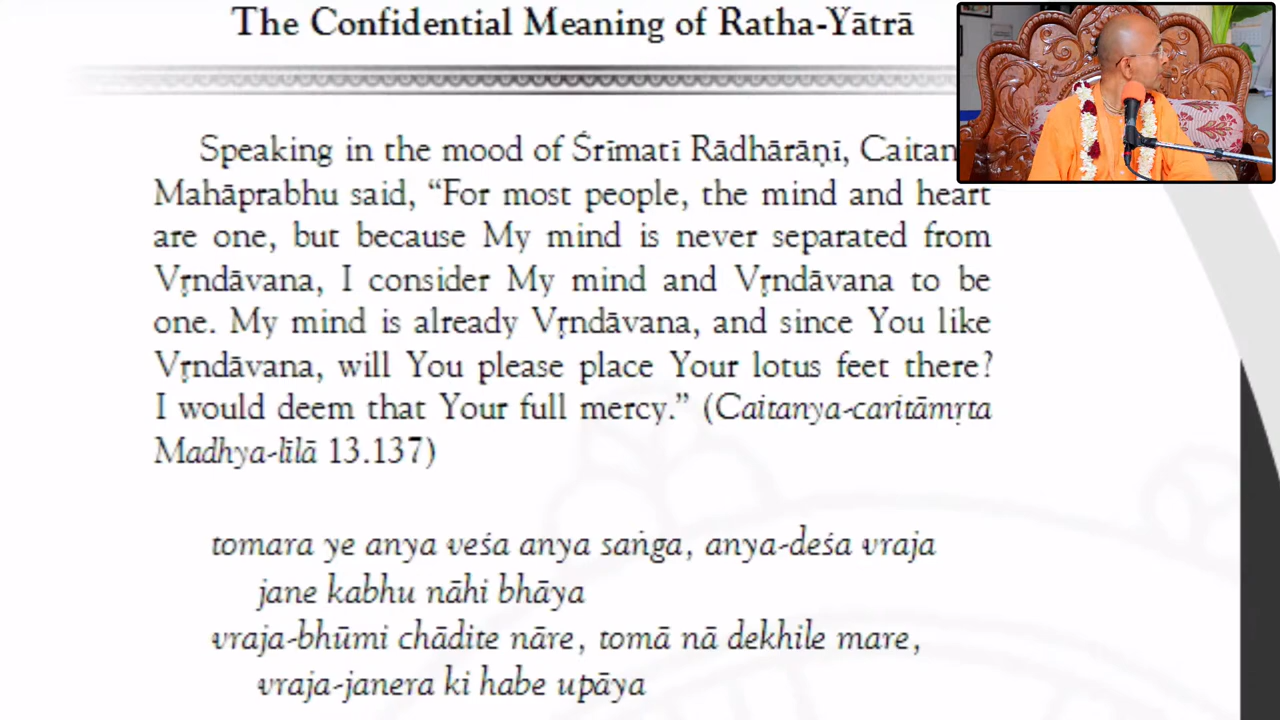 The Confidential Meaning of Ratha-Yātrā
Speaking in the mood of Śrīmatī Rādhārāṇī, Caitan
Mahāprabhu said, “For most people, the mind and heart
are one, but because My mind is never separated from
Vṛndāvana, I consider My mind and Vṛndāvana to be
one. My mind is already Vṛndāvana, and since You like
Vṛndāvana, will You please place Your lotus feet there?
I would deem that Your full mercy.” (Caitanya-caritāmṛta
Madhya-līlā 13.137)
tomara ye anya veśa anya saṅga, anya-deśa vraja
jane kabhu nāhi bhāya
vraja-bhūmi chādite nāre, tomā nā dekhile mare,
vraja-janera ki habe upāya